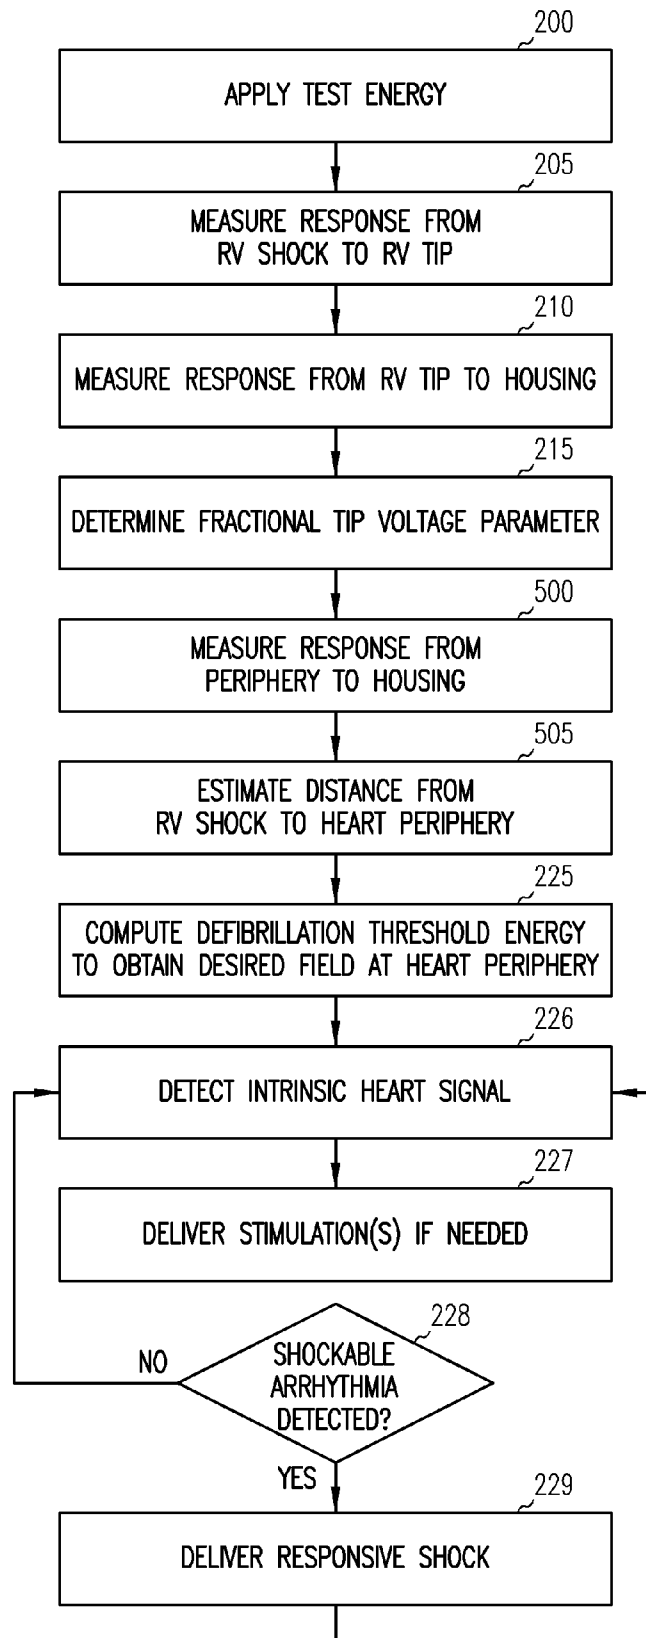 200
APPLY TEST ENERGY
205
MEASURE RESPONSE FROM
RV SHOCK TO RV TIP
210
MEASURE RESPONSE FROM RV TIP TO HOUSING
215
DETERMINE FRACTIONAL TIP VOLTAGE PARAMETER
500
MEASURE RESPONSE FROM
PERIPHERY TO HOUSING
505
ESTIMATE DISTANCE FROM
RV SHOCK TO HEART PERIPHERY
225
COMPUTE DEFIBRILLATION THRESHOLD ENERGY
TO OBTAIN DESIRED FIELD AT HEART PERIPHERY
226
DETECT INTRINSIC HEART SIGNAL
227
DELIVER STIMULATION(S) IF NEEDED
228
NO
SHOCKABLE
ARRHYTHMIA
DETECTED?
YES
229
DELIVER RESPONSIVE SHOCK